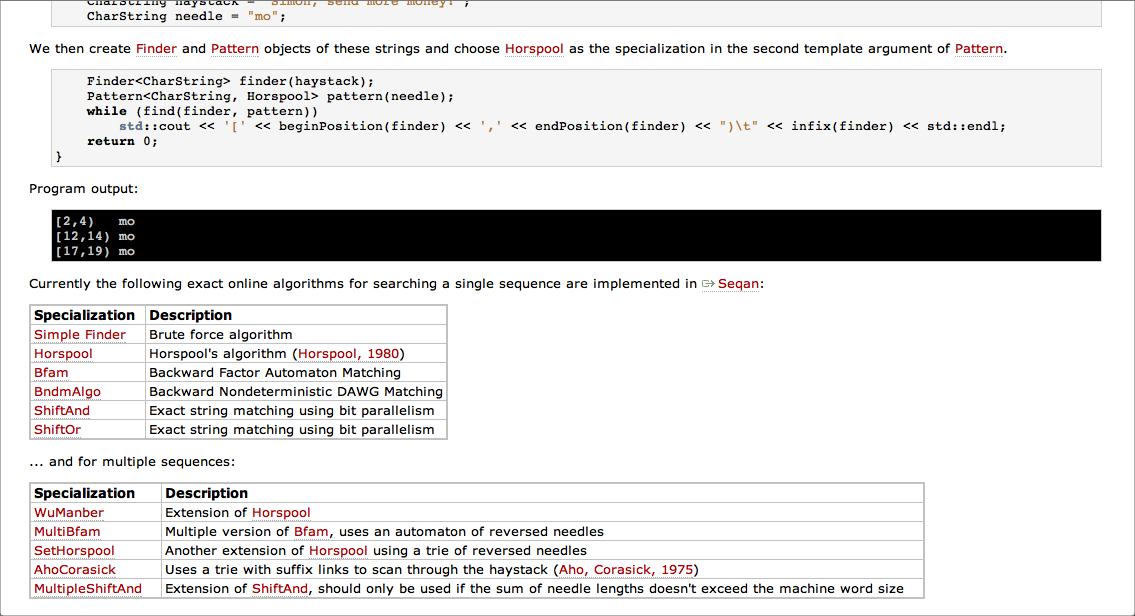 CharString haystack = "Simon, send more money!";
CharString needle = "mo";
We then create Finder and Pattern objects of these strings and choose Horspool as the specialization in the second template argument of Pattern.
Finder<CharString> finder(haystack);
Pattern<CharString, Horspool> pattern(needle);
while (find(finder, pattern))
std::cout << '[' << beginPosition(finder) << ',' << endPosition(finder) << ")\t" << infix(finder) << std::endl;
return 0;
}
Program output:
[2,4) mo
[12,14) mo
[17,19) mo
Currently the following exact online algorithms for searching a single sequence are implemented in Seqan:
Specialization Description
Simple Finder Brute force algorithm
Horspool Horspool's algorithm (Horspool, 1980)
Bfam Backward Factor Automaton Matching
BndmAlgo Backward Nondeterministic DAWG Matching
ShiftAnd Exact string matching using bit parallelism
ShiftOr Exact string matching using bit parallelism
... and for multiple sequences:
Specialization Description
WuManber Extension of Horspool
MultiBfam Multiple version of Bfam, uses an automaton of reversed needles
SetHorspool Another extension of Horspool using a trie of reversed needles
AhoCorasick Uses a trie with suffix links to scan through the haystack (Aho, Corasick, 1975)
MultipleShiftAnd Extension of ShiftAnd, should only be used if the sum of needle lengths doesn't exceed the machine word size